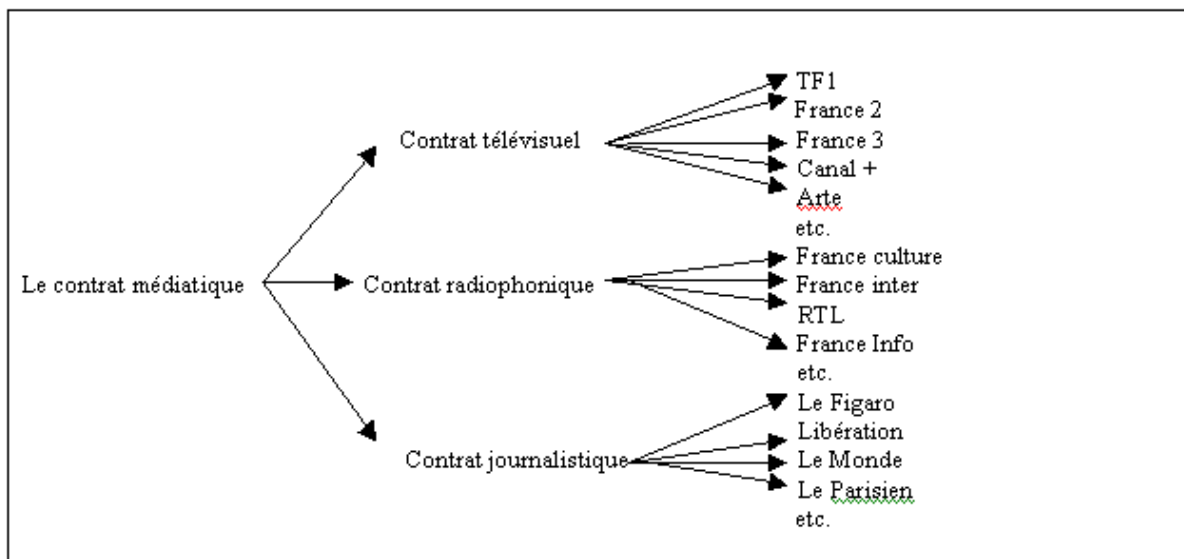 Le contrat médiatique
Contrat télévisuel
TF1
France 2
France 3
Canal +
Arte
etc.
Contrat radiophonique
France culture
France inter
RTL
France Info
etc.
Contrat journalistique
Le Figaro
Libération
Le Monde
Le Parisien
etc.